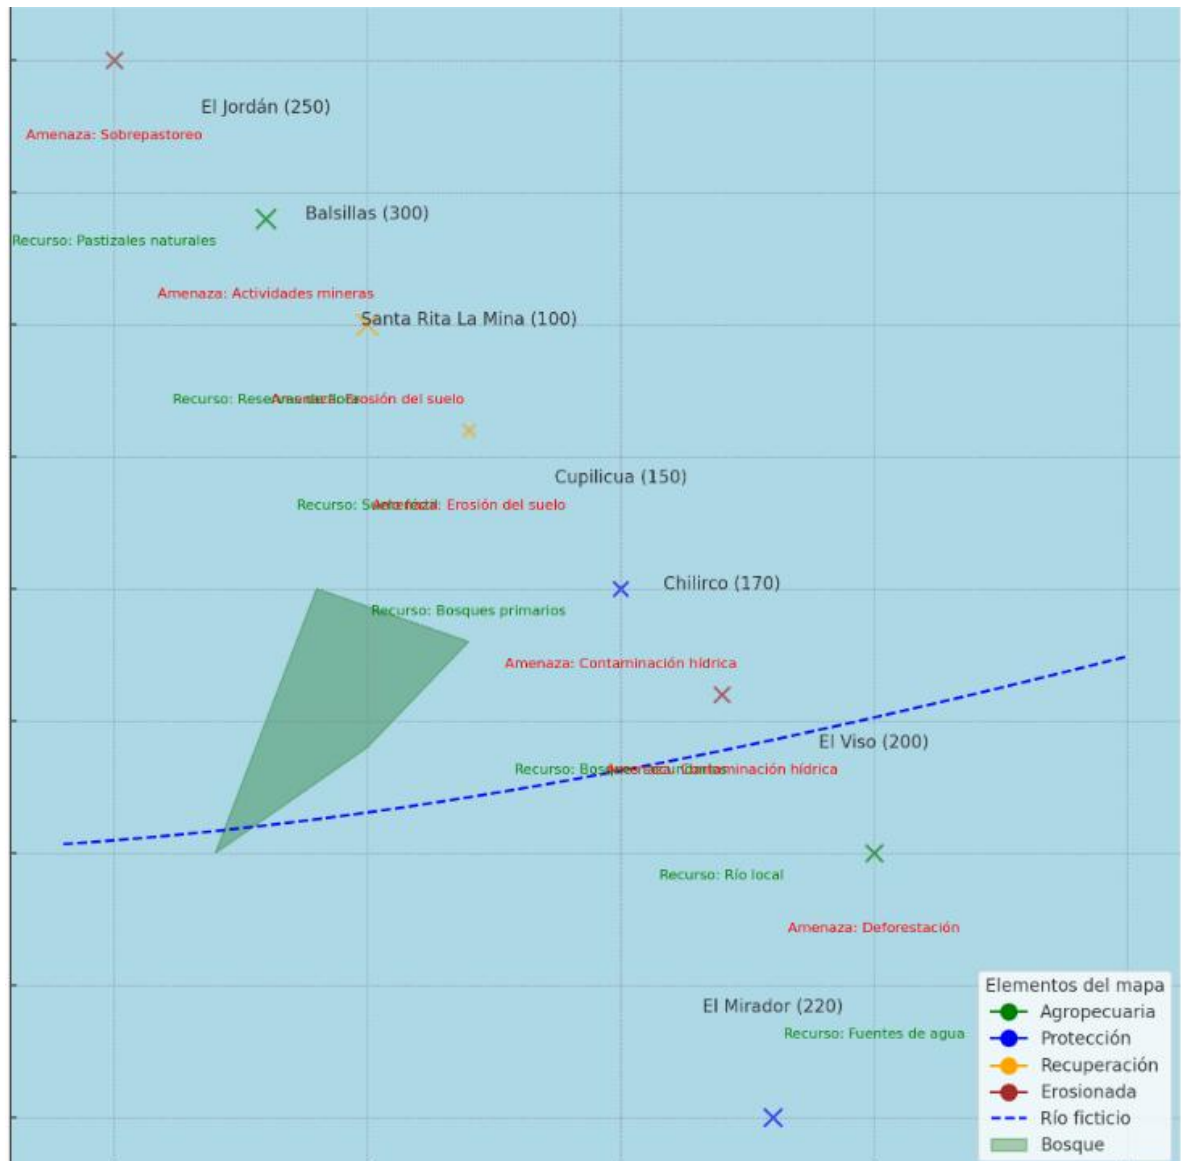 El Jordán (250)
Amenaza: Sobrepastoreo
Balsillas (300)
Recurso: Pastizales naturales
Amenaza: Actividades mineras
Santa Rita La Mina (100)
Recurso:
Erosión del suelo
Cupilicua (150)
Recurso:
Erosión del suelo
Chilirco (170)
Recurso: Bosques primarios
Amenaza: Contaminación hídrica
El Viso (200)
Recurso:
Contaminación hídrica
Recurso: Río local
Amenaza: Deforestación
El Mirador (220)
Recurso: Fuentes de agua
Elementos del mapa
Agropecuaria
Protección
Recuperación
Erosionada
Río ficticio
Bosque